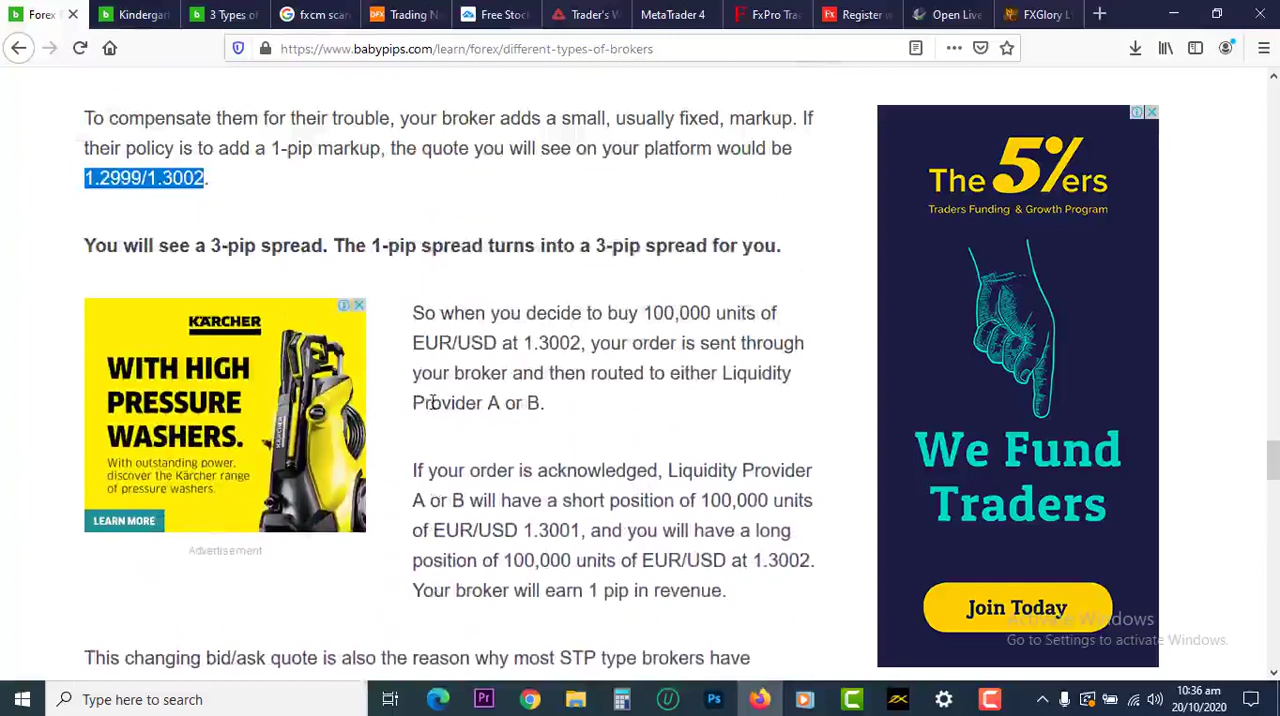 Forex
Kindergar
3 Types of
fxcm scan
Trading N
Free Stoc
Trader's W
MetaTrader 4
FxPro Trac
Register w
Open Live
FXGlory L
https://www.babypips.com/learn/forex/different-types-of-brokers
To compensate them for their trouble, your broker adds a small, usually fixed, markup. If
their policy is to add a 1-pip markup, the quote you will see on your platform would be
1.2999/1.3002.
You will see a 3-pip spread. The 1-pip spread turns into a 3-pip spread for you.
KÄRCHER
WITH HIGH
PRESSURE
WASHERS.
With outstanding power,
discover the Kärcher range
of pressure washers.
LEARN MORE
Advertisement
So when you decide to buy 100,000 units of
EUR/USD at 1.3002, your order is sent through
your broker and then routed to either Liquidity
Provider A or B.
If your order is acknowledged, Liquidity Provider
A or B will have a short position of 100,000 units
of EUR/USD 1.3001, and you will have a long
position of 100,000 units of EUR/USD at 1.3002.
Your broker will earn 1 pip in revenue.
This changing bid/ask quote is also the reason why most STP type brokers have
The 5%ers
Traders Funding & Growth Program
We Fund
Traders
Join Today
Activate Windows
Go to Settings to activate Windows.
Type here to search
10:36 am
20/10/2020